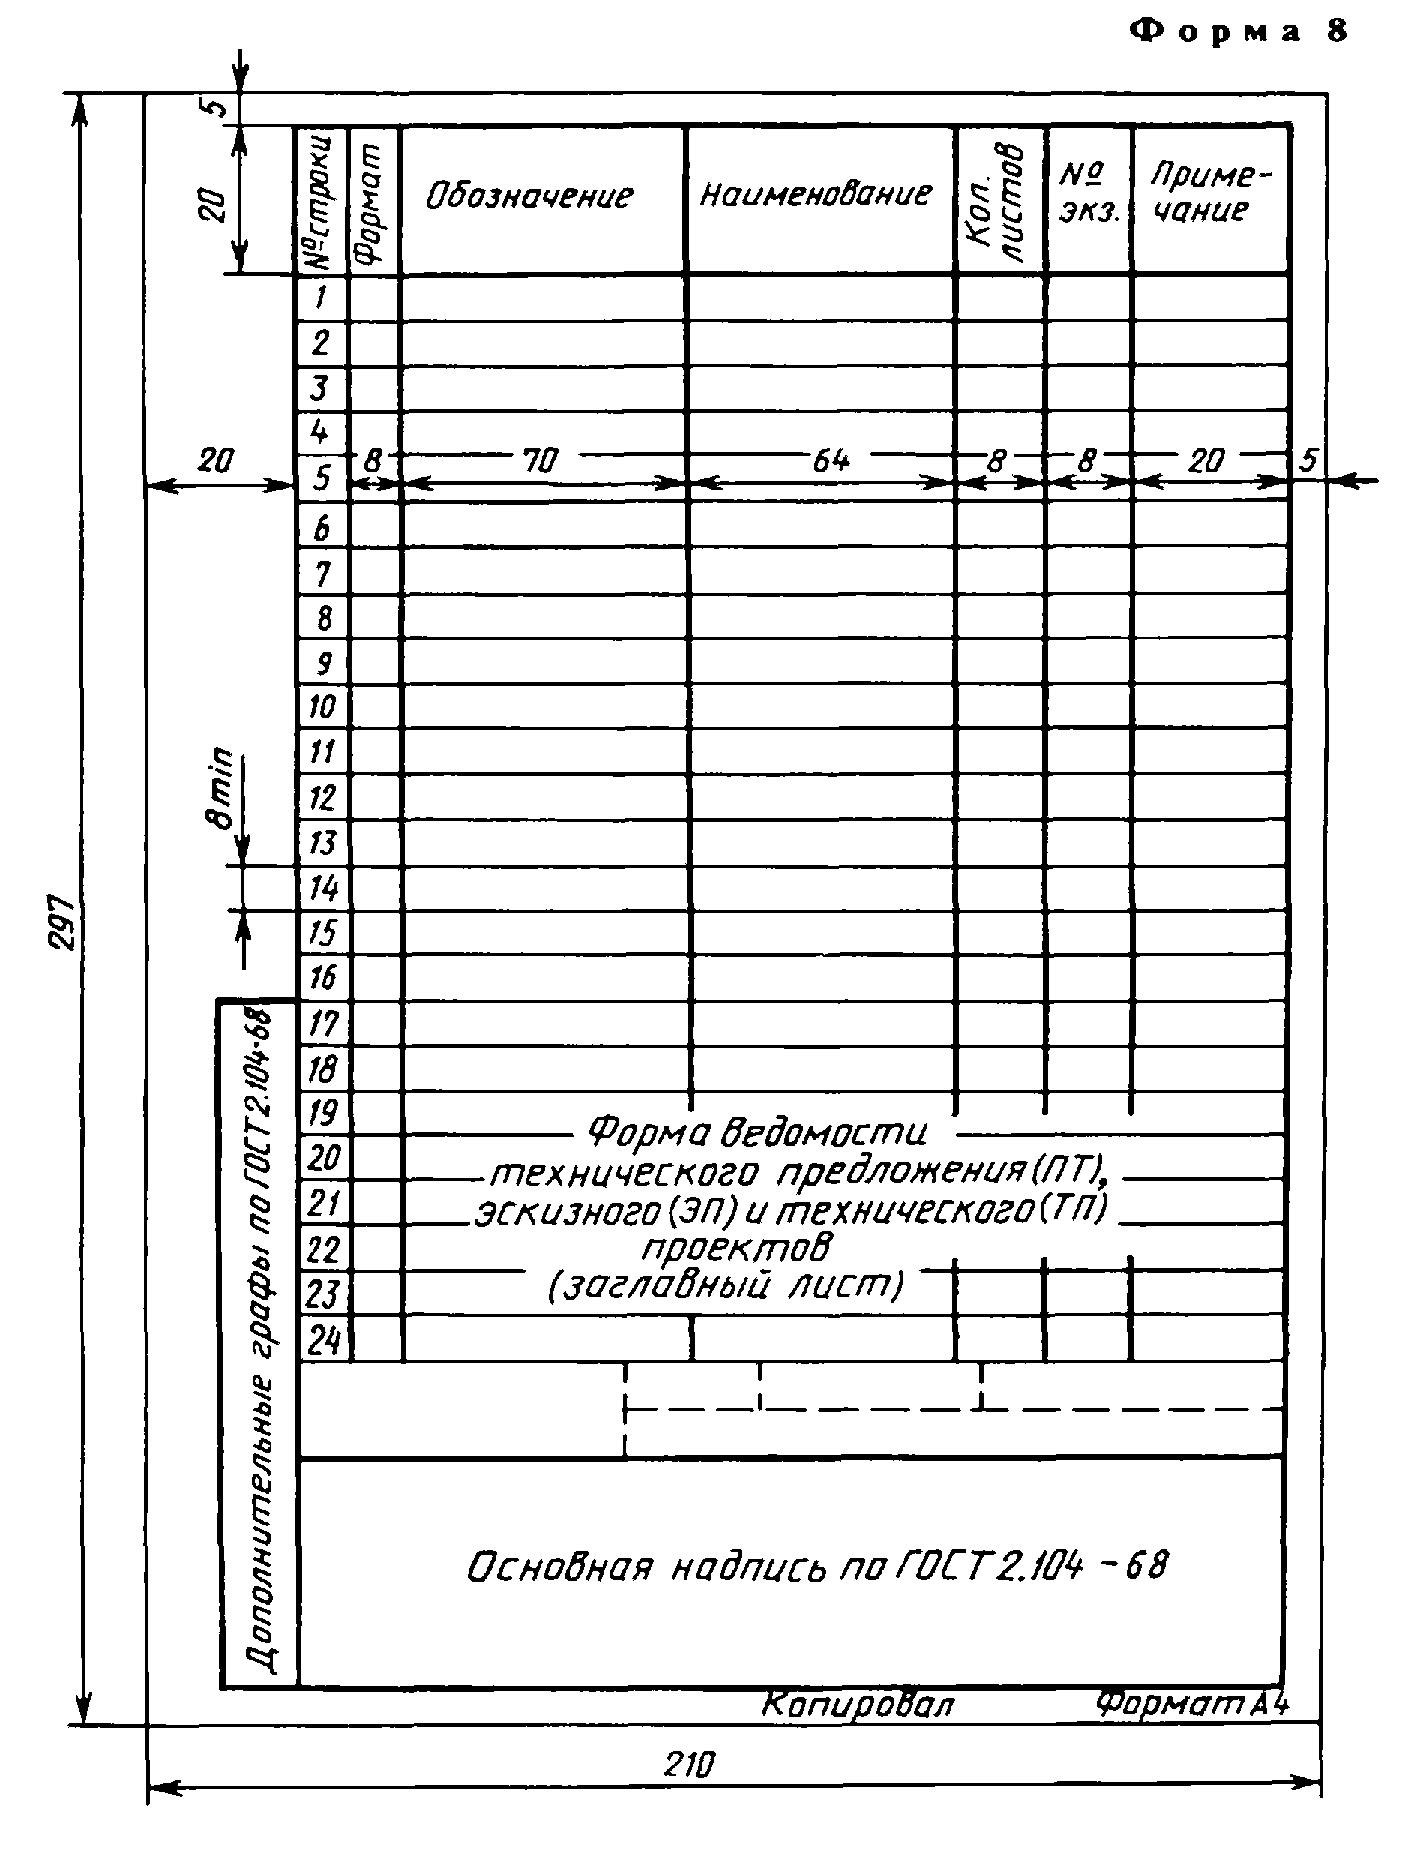 Форма 8
5
20
№ строки
Формат
Обозначение
Наименование
Кол.
листов
№
экз.
Приме-
чание
1
2
3
4
5
20
8
70
64
8
8
20
5
6
7
8
9
10
11
12
13
14
15
16
17
18
19
20
21
22
23
24
8 min
297
Форма ведомости
технического предложения (ПТ),
эскизного (ЭП) и технического (ТП)
проектов
(заглавный лист)
Дополнительные графы по ГОСТ 2.104-68
Основная надпись по ГОСТ 2.104-68
Копировал
Формат А4
210